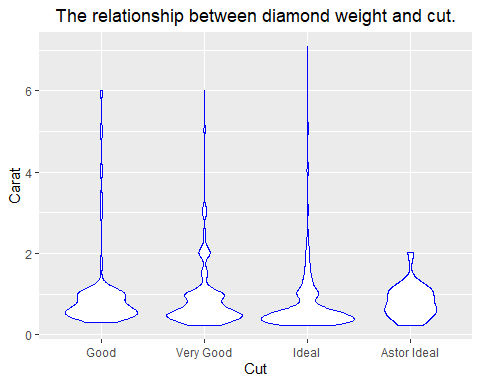 The relationship between diamond weight and cut.
Carat
6
4
2
0
Good
Very Good
Ideal
Astor Ideal
Cut